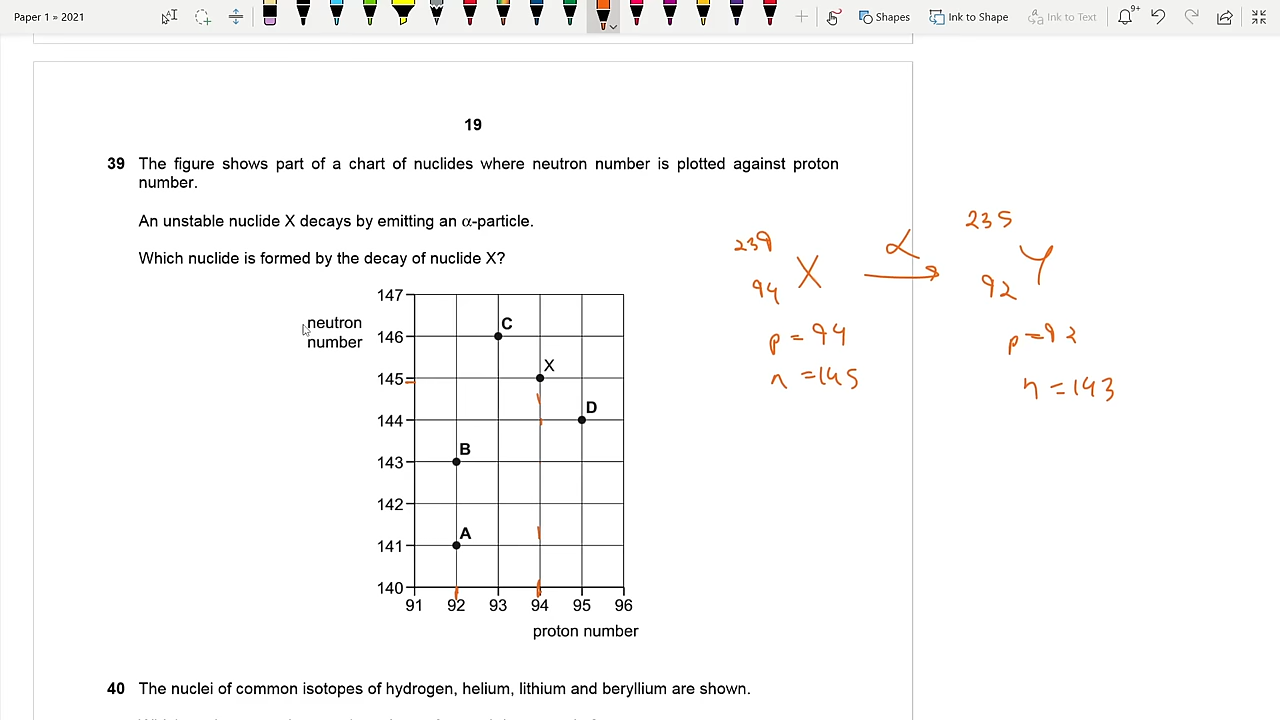 Paper 1 » 2021
Shapes
Ink to Shape
Ink to Text
9+
19
39 The figure shows part of a chart of nuclides where neutron number is plotted against proton
number.
An unstable nuclide X decays by emitting an α-particle.
Which nuclide is formed by the decay of nuclide X?
147
neutron
number
146
145
144
143
142
141
140
C
X
D
B
A
91 92 93 94 95 96
proton number
239
94 X
α
235
92 Y
p = 94
n = 145
p = 92
n = 143
40 The nuclei of common isotopes of hydrogen, helium, lithium and beryllium are shown.